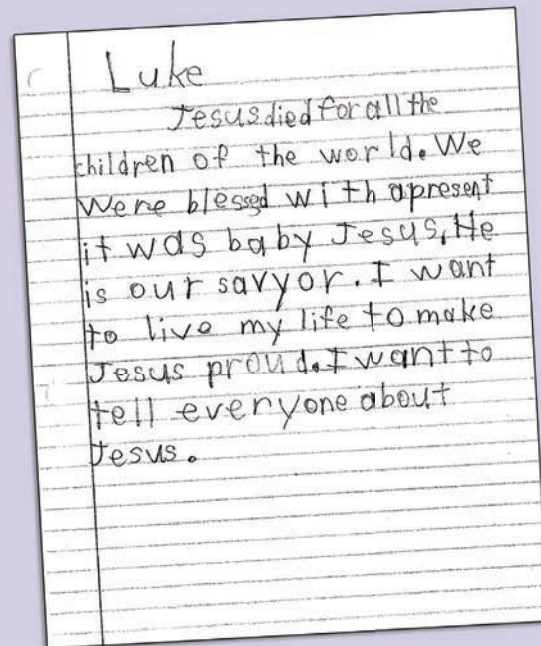 Luke
Jesus died for all the
children of the world. We
were blessed with a present
it was baby Jesus, He
is our savyor. I want
to live my life to make
Jesus proud. I want to
tell everyone about
Jesus.